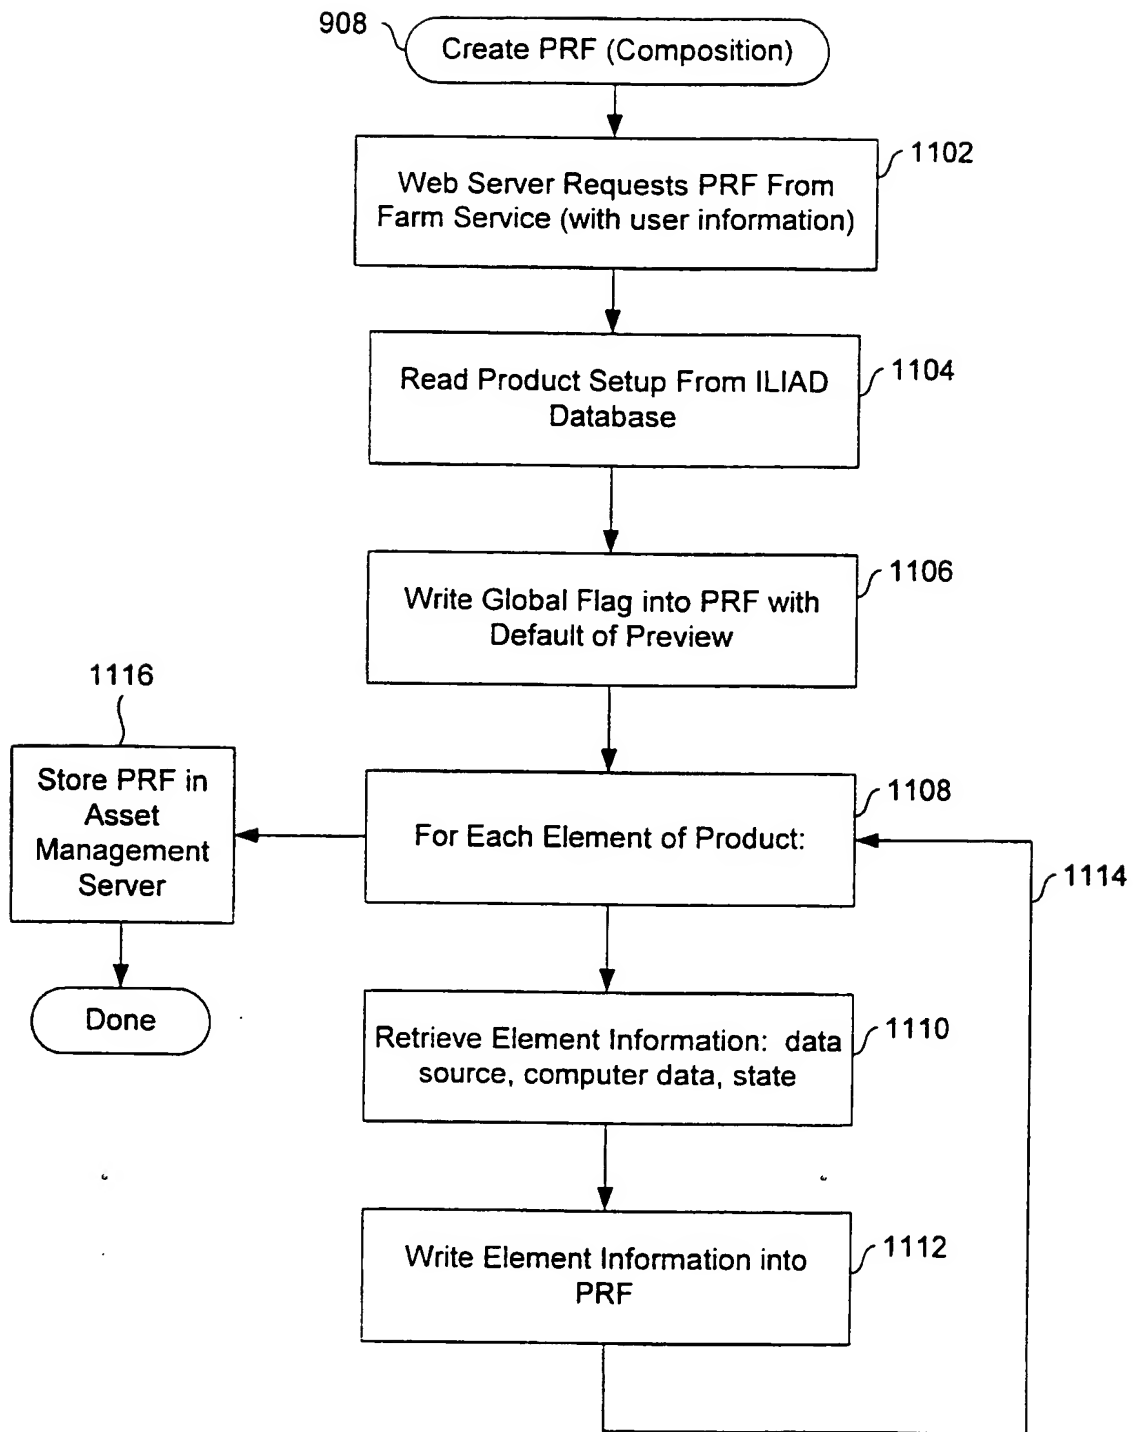 908
Create PRF (Composition)
1102
Web Server Requests PRF From
Farm Service (with user information)
1104
Read Product Setup From ILIAD
Database
1106
Write Global Flag into PRF with
Default of Preview
1116
Store PRF in
Asset
Management
Server
1108
For Each Element of Product:
1114
Done
1110
Retrieve Element Information: data
source, computer data, state
1112
Write Element Information into
PRF